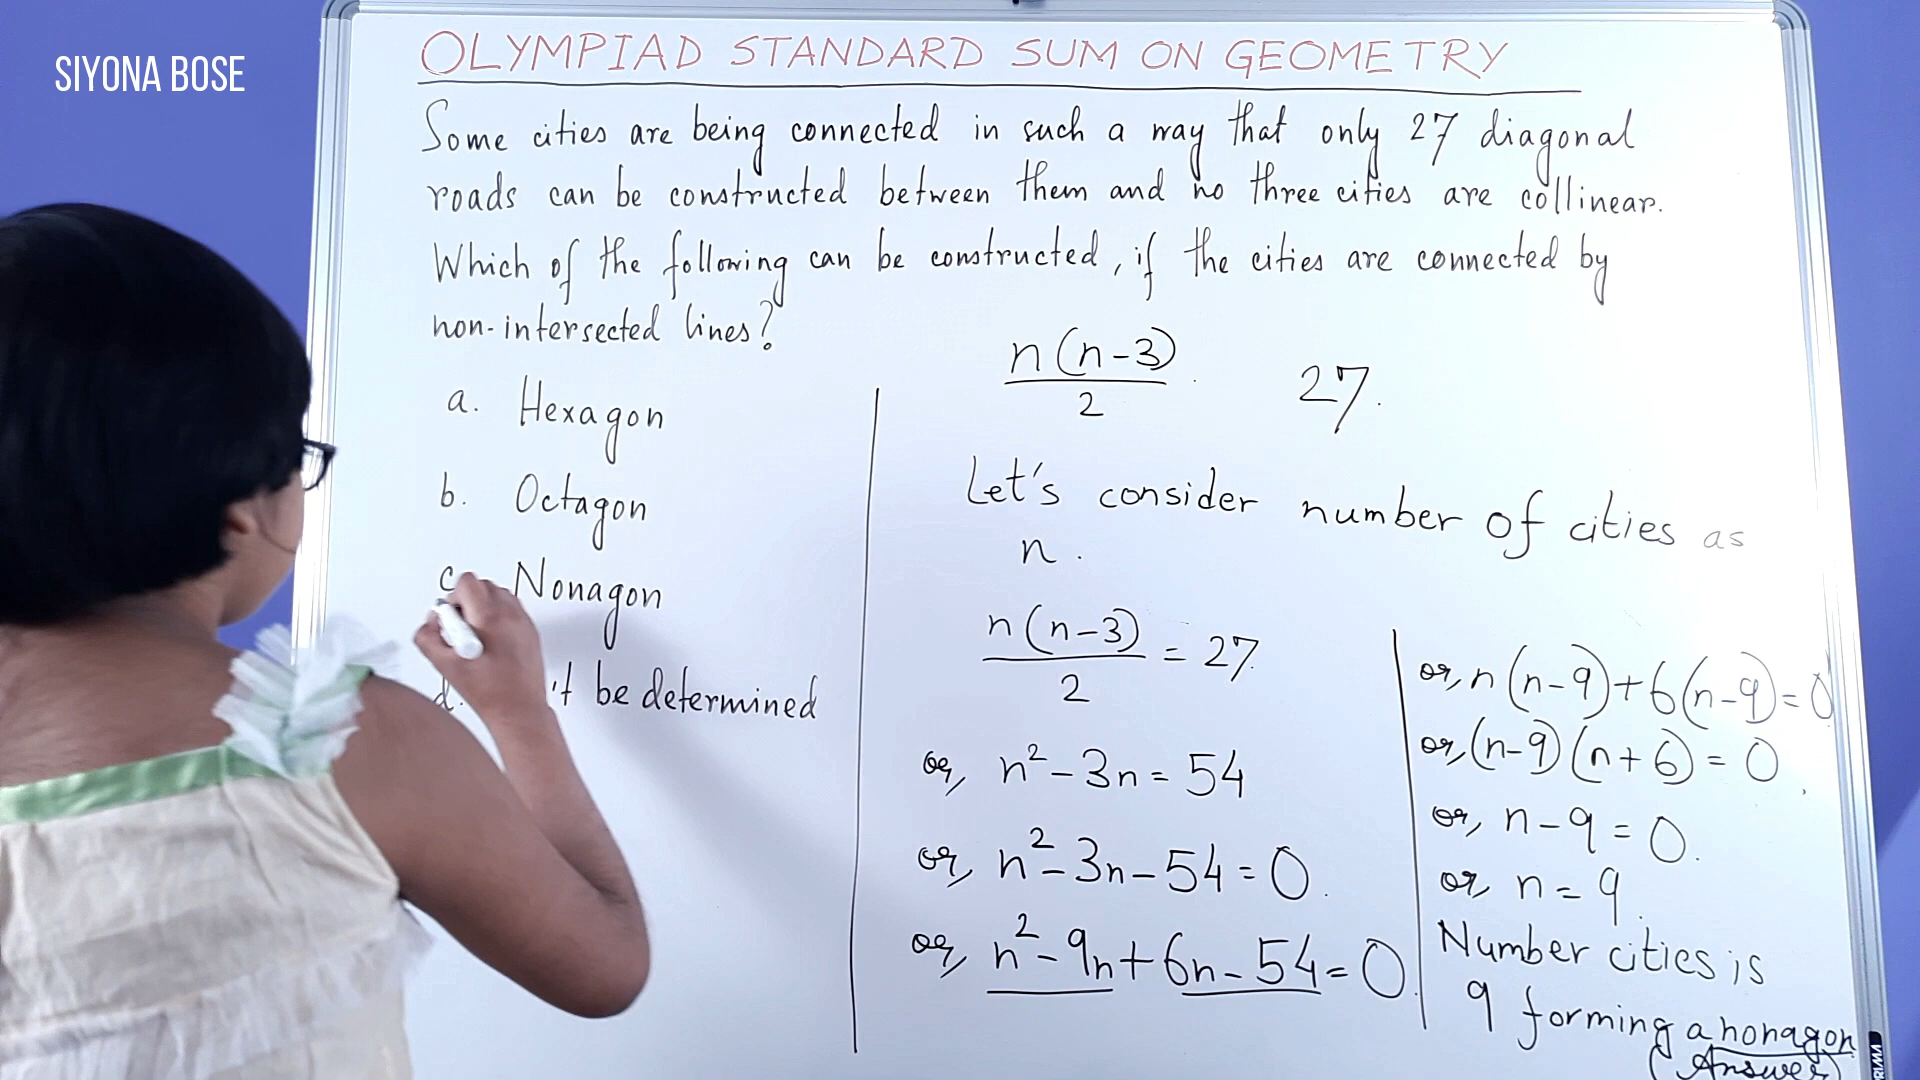 SIYONA BOSE
OLYMPIAD STANDARD SUM ON GEOMETRY
Some cities are being connected in such a way that only 27 diagonal
roads can be constructed between them and no three cities are collinear.
Which of the following can be constructed, if the cities are connected by
non-intersected lines?
a. Hexagon
b. Octagon
c. Nonagon
d. 't be determined
n(n-3)/2 . 27.
Let's consider number of cities as
n.
n(n-3)/2 = 27
or, n² - 3n = 54
or, n² - 3n - 54 = 0.
or, n² - 9n + 6n - 54 = 0.
or, n(n-9)+6(n-9)=0
or, (n-9)(n+6) = 0
or, n-9 = 0.
or n = 9.
Number cities is
9 forming a nonagon
(Answer)